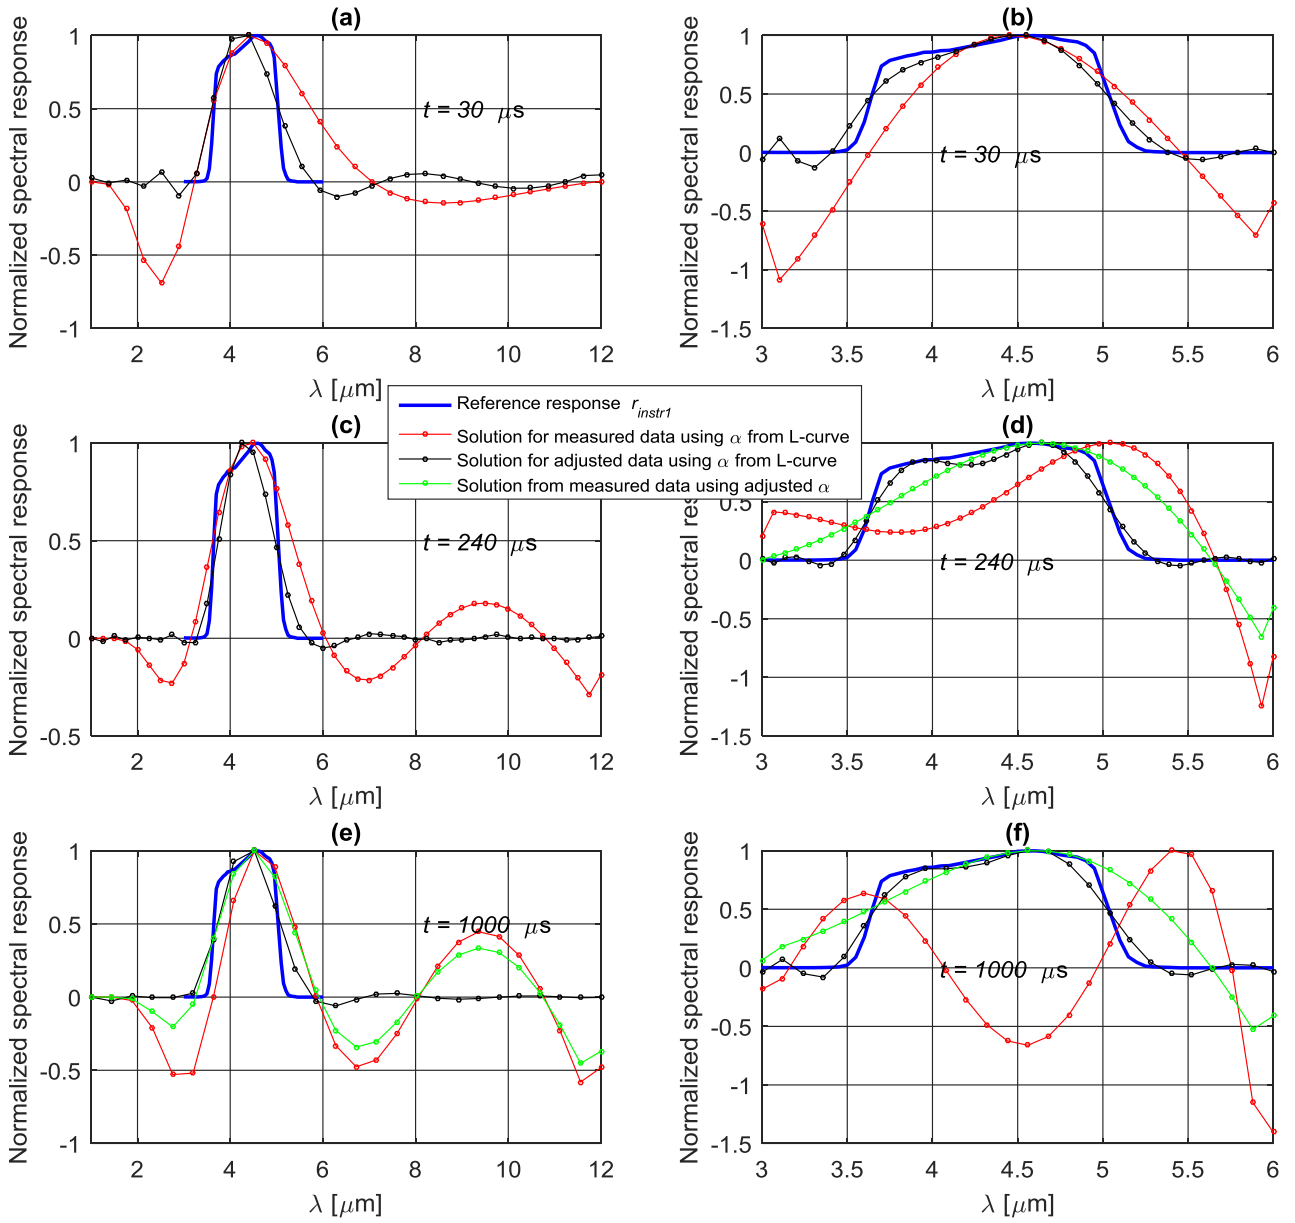 (a)
Normalized spectral response
1
0.5
0
-0.5
-1
t = 30 μs
2 4 6 8 10 12
λ [μm]
(b)
Normalized spectral response
1
0.5
0
-0.5
-1
-1.5
t = 30 μs
3 3.5 4 4.5 5 5.5 6
λ [μm]
Reference response r_instr1
Solution for measured data using α from L-curve
Solution for adjusted data using α from L-curve
Solution from measured data using adjusted α
(c)
Normalized spectral response
1
0.5
0
-0.5
t = 240 μs
2 4 6 8 10 12
λ [μm]
(d)
Normalized spectral response
1
0.5
0
-0.5
-1
-1.5
t = 240 μs
3 3.5 4 4.5 5 5.5 6
λ [μm]
(e)
Normalized spectral response
1
0.5
0
-0.5
-1
t = 1000 μs
2 4 6 8 10 12
λ [μm]
(f)
Normalized spectral response
1
0.5
0
-0.5
-1
-1.5
t = 1000 μs
3 3.5 4 4.5 5 5.5 6
λ [μm]